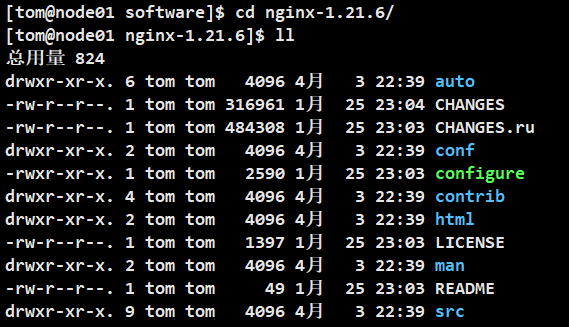 [tom@node01 software]$ cd nginx-1.21.6/
[tom@node01 nginx-1.21.6]$ ll
总用量 824
drwxr-xr-x. 6 tom tom   4096 4月   3 22:39 auto
-rw-r--r--. 1 tom tom 316961 1月  25 23:04 CHANGES
-rw-r--r--. 1 tom tom 484308 1月  25 23:03 CHANGES.ru
drwxr-xr-x. 2 tom tom   4096 4月   3 22:39 conf
-rwxr-xr-x. 1 tom tom   2590 1月  25 23:03 configure
drwxr-xr-x. 4 tom tom   4096 4月   3 22:39 contrib
drwxr-xr-x. 2 tom tom   4096 4月   3 22:39 html
-rw-r--r--. 1 tom tom   1397 1月  25 23:03 LICENSE
drwxr-xr-x. 2 tom tom   4096 4月   3 22:39 man
-rw-r--r--. 1 tom tom     49 1月  25 23:03 README
drwxr-xr-x. 9 tom tom   4096 4月   3 22:39 src